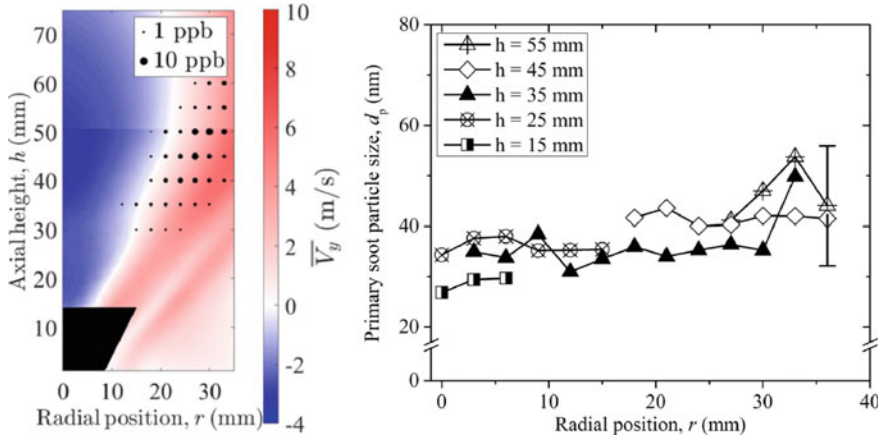 1 ppb
10 ppb
70
60
50
40
30
20
10
Axial height, h (mm)
0 10 20 30
Radial position, r (mm)
10
8
6
4
2
0
-2
-4
V̅y (m/s)
80
60
40
20
0
Primary soot particle size, dp (nm)
h = 55 mm
h = 45 mm
h = 35 mm
h = 25 mm
h = 15 mm
0 10 20 30 40
Radial position, r (mm)